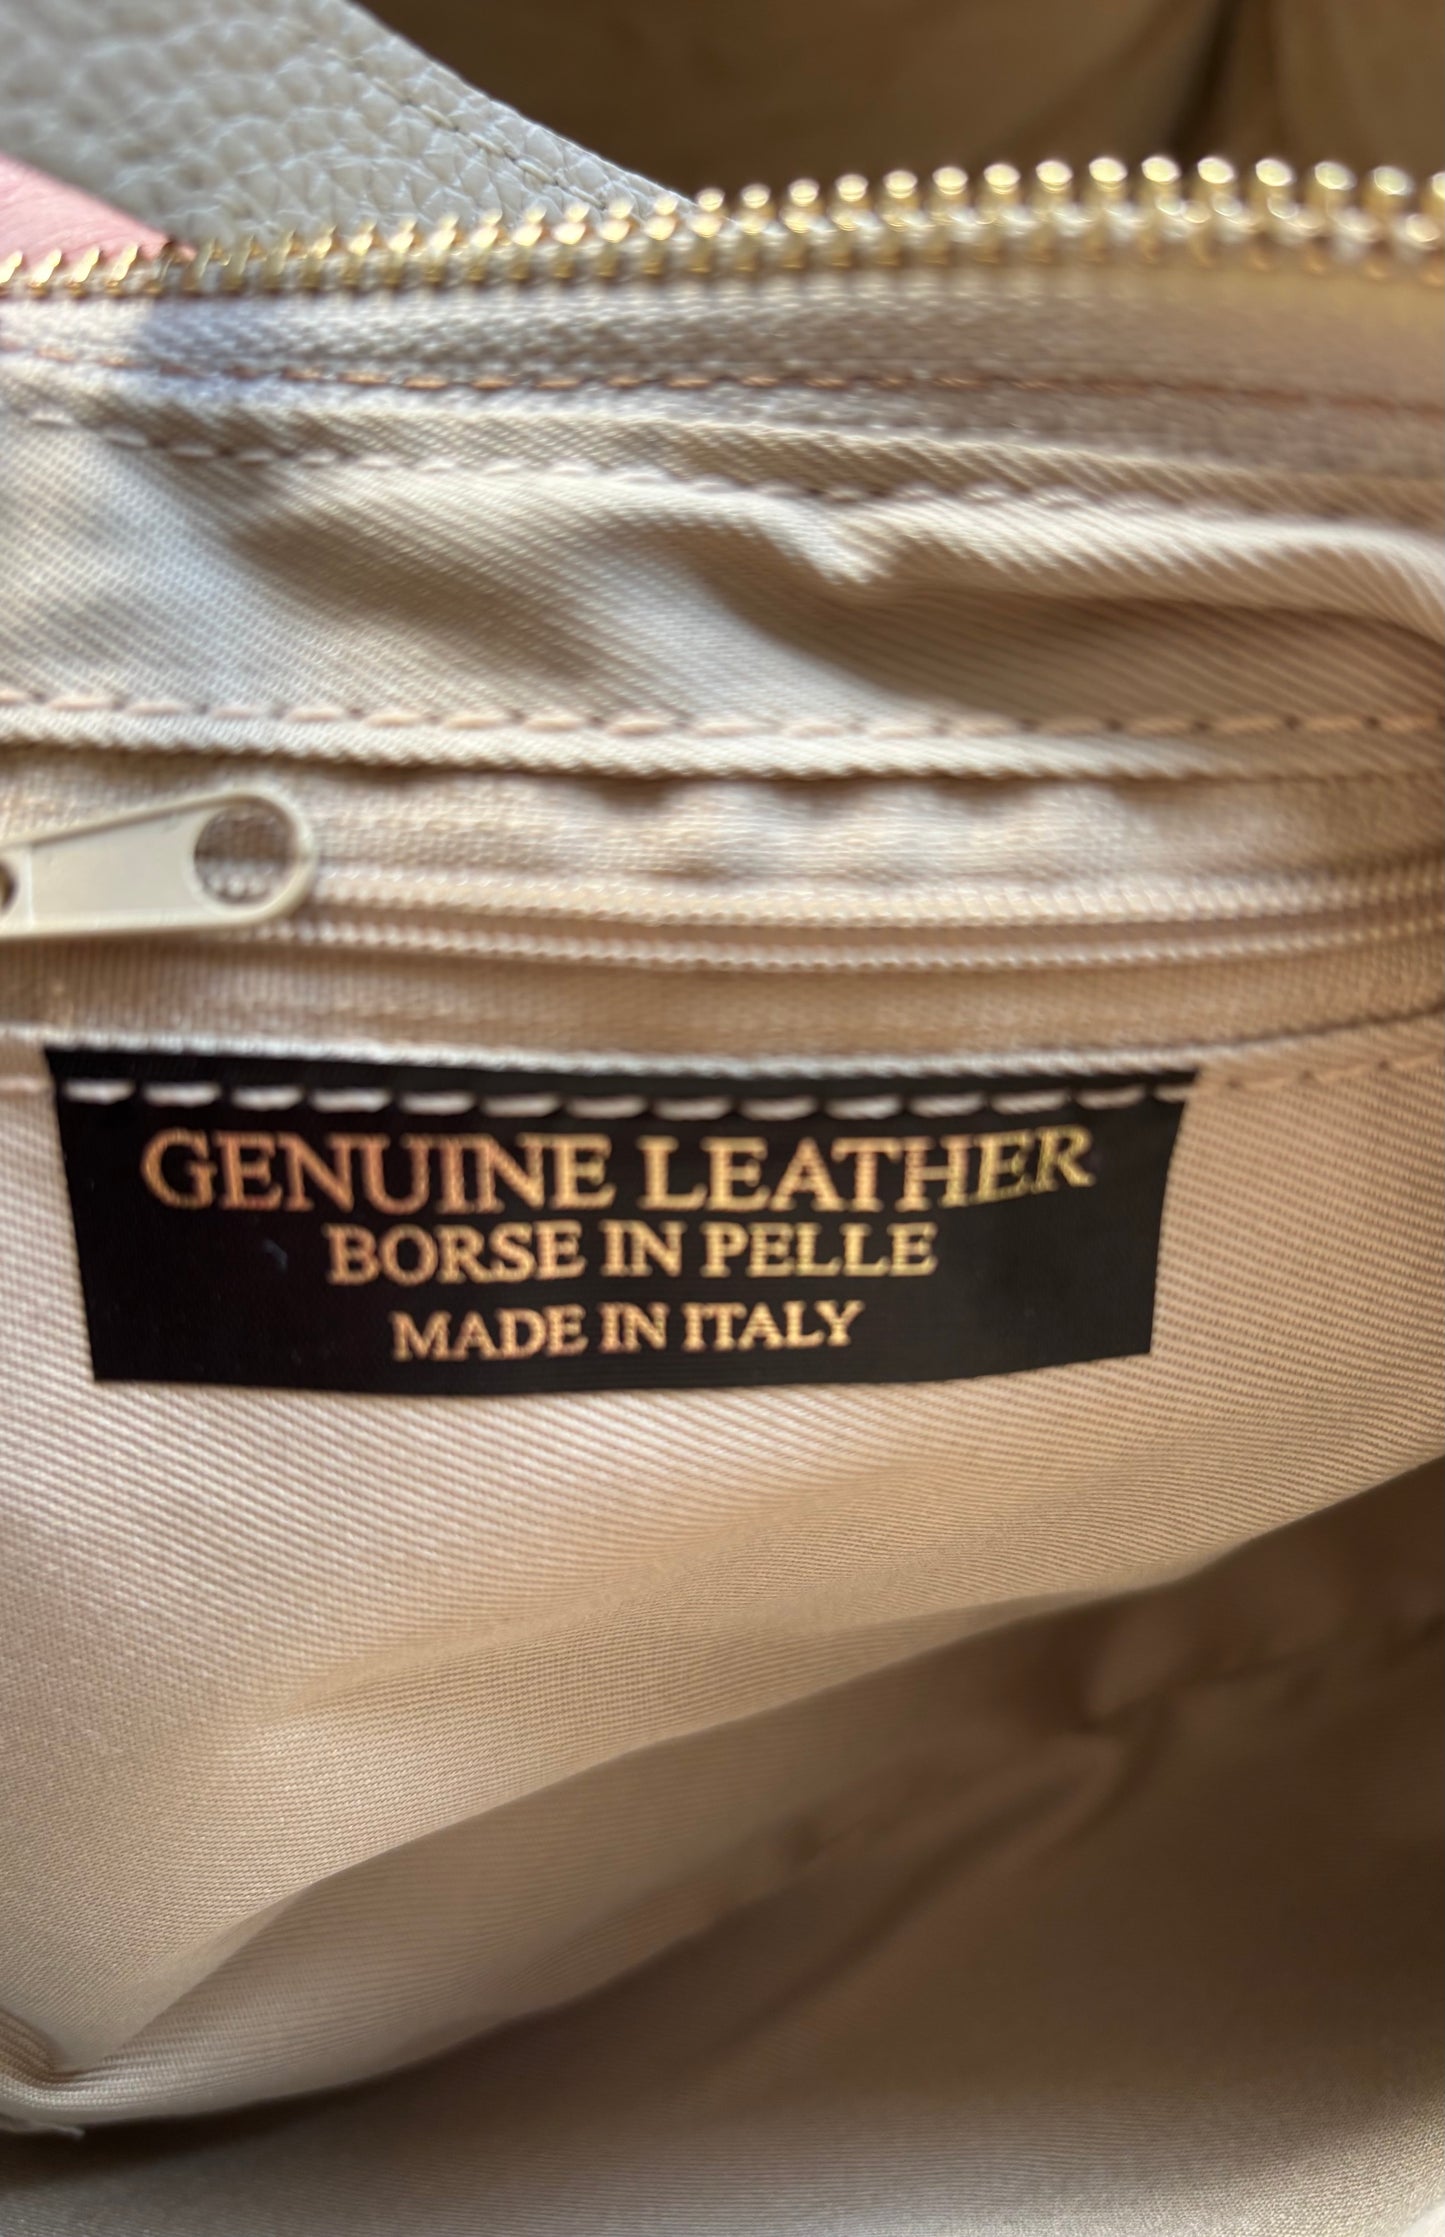 GENUINE LEATHER
BORSE IN PELLE
MADE IN ITALY